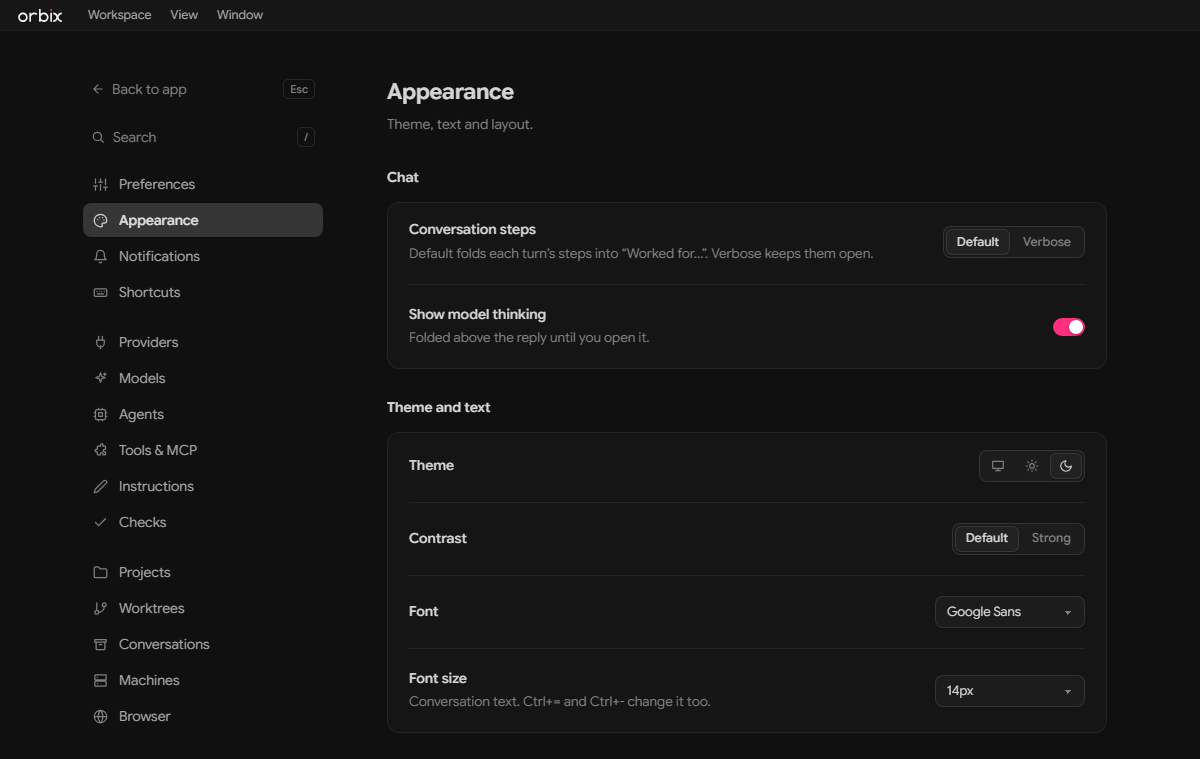 orbix Workspace View Window
Back to app Esc
Search /
Preferences
Appearance
Notifications
Shortcuts
Providers
Models
Agents
Tools & MCP
Instructions
Checks
Projects
Worktrees
Conversations
Machines
Browser
Appearance
Theme, text and layout.
Chat
Conversation steps
Default folds each turn's steps into “Worked for…”. Verbose keeps them open.
Default Verbose
Show model thinking
Folded above the reply until you open it.
Theme and text
Theme
Contrast
Default Strong
Font
Google Sans
Font size
Conversation text. Ctrl+= and Ctrl+- change it too.
14px